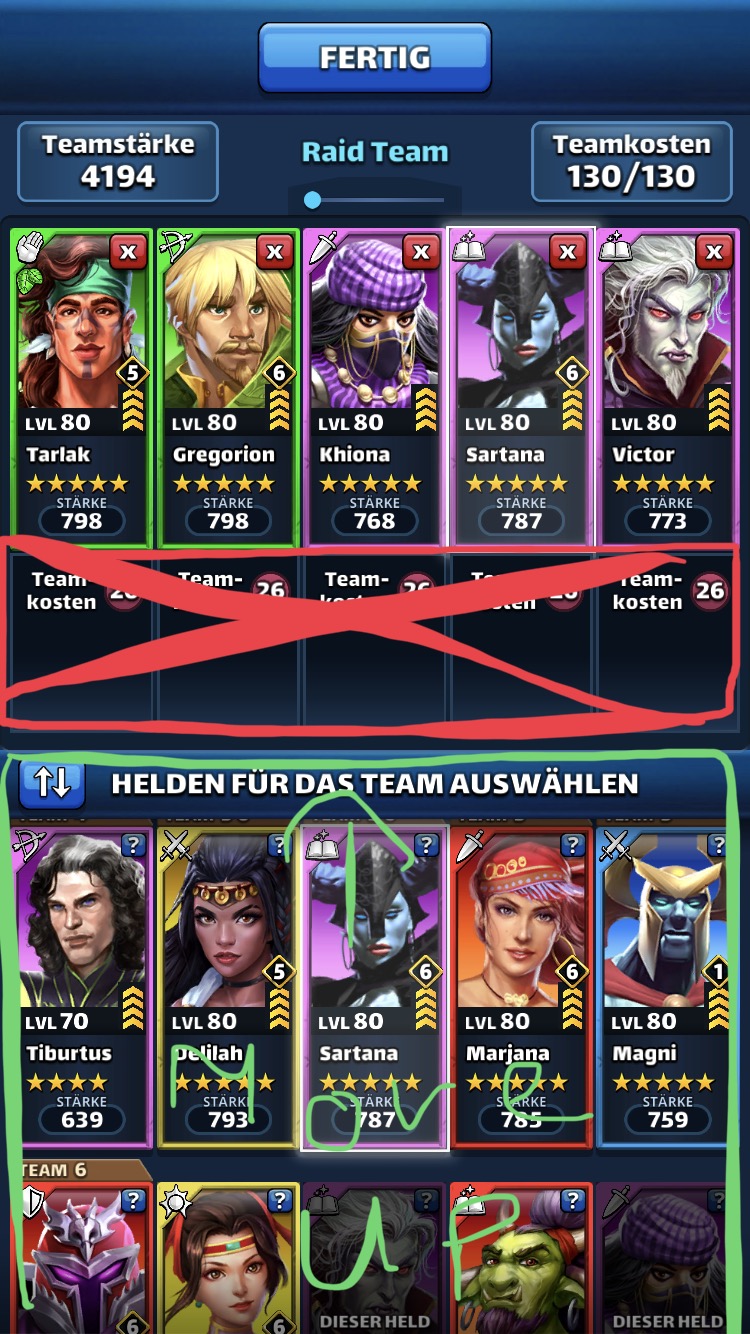 FERTIG
Teamstärke
4194
Raid Team
Teamkosten
130/130
5
6
6
LVL 80
LVL 80
LVL 80
LVL 80
LVL 80
Tarlak
Gregorion
Khiona
Sartana
Victor
STÄRKE
STÄRKE
STÄRKE
STÄRKE
STÄRKE
798
798
768
787
773
Team-
kosten
26
Team-
26
Team-
kosten
26
Team-
kosten
26
HELDEN FÜR DAS TEAM AUSWÄHLEN
?
?
?
?
?
5
6
6
1
LVL 70
LVL 80
LVL 80
LVL 80
LVL 80
Tiburtus
Delilah
Sartana
Marjana
Magni
STÄRKE
STÄRKE
STÄRKE
STÄRKE
STÄRKE
639
793
787
785
759
Move
TEAM 6
?
?
?
?
?
UP
6
6
DIESER HELD
DIESER HELD